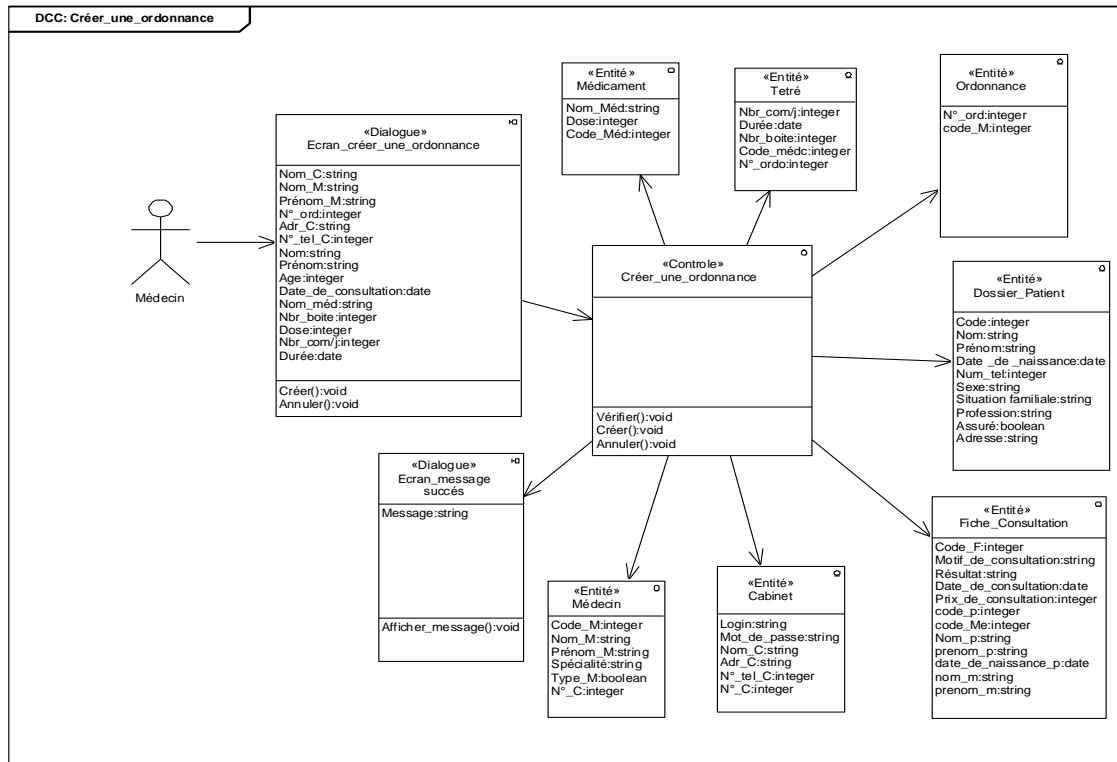 DCC: Créer_une_ordonnance
Médecin
«Dialogue»
Ecran_créer_une_ordonnance
Nom_C:string
Nom_M:string
Prénom_M:string
N°_ord:integer
Adr_C:string
N°_tel_C:integer
Nom:string
Prénom:string
Age:integer
Date_de_consultation:date
Nom_méd:string
Nbr_boite:integer
Dose:integer
Nbr_com/j:integer
Durée:date
Créer():void
Annuler():void
«Entité»
Médicament
Nom_Méd:string
Dose:integer
Code_Méd:integer
«Entité»
Tetré
Nbr_com/j:integer
Durée:date
Nbr_boite:integer
Code_médc:integer
N°_ordo:integer
«Entité»
Ordonnance
N°_ord:integer
code_M:integer
«Controle»
Créer_une_ordonnance
Vérifier():void
Créer():void
Annuler():void
«Entité»
Dossier_Patient
Code:integer
Nom:string
Prénom:string
Date _de _naissance:date
Num_tel:integer
Sexe:string
Situation familiale:string
Profession:string
Assuré:boolean
Adresse:string
«Dialogue»
Ecran_message
succés
Message:string
Afficher_message():void
«Entité»
Médecin
Code_M:integer
Nom_M:string
Prénom_M:string
Spécialité:string
Type_M:boolean
N°_C:integer
«Entité»
Cabinet
Login:string
Mot_de_passe:string
Nom_C:string
Adr_C:string
N°_tel_C:integer
N°_C:integer
«Entité»
Fiche_Consultation
Code_F:integer
Motif_de_consultation:string
Résultat:string
Date_de_consultation:date
Prix_de_consultation:integer
code_p:integer
code_Me:integer
Nom_p:string
prenom_p:string
date_de_naissance_p:date
nom_m:string
prenom_m:string